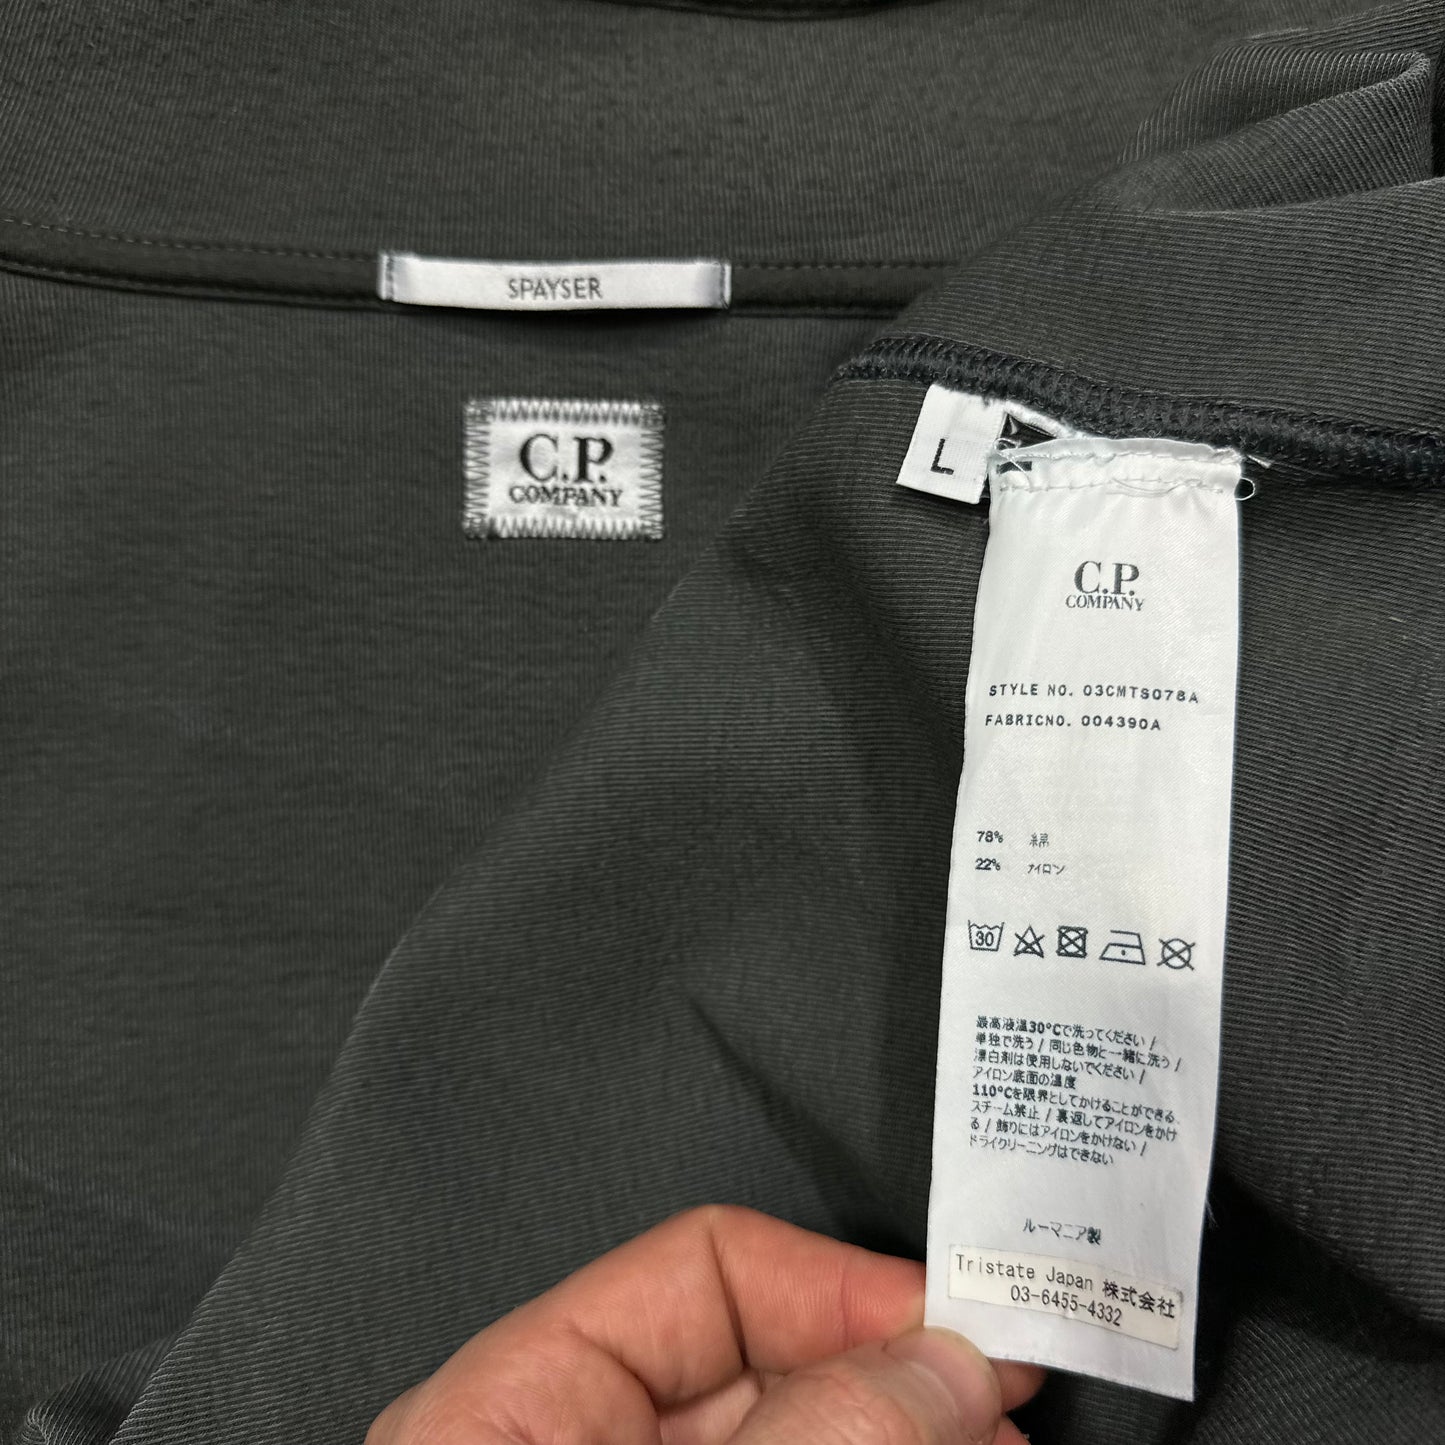 SPAYSER
C.P.
COMPANY
L
C.P.
COMPANY
STYLE NO. 03CMTS078A
FABRICNO. 004390A
78% 綿
22% ナイロン
30
最高液温30°Cで洗ってください /
単独で洗う / 同じ色物と一緒に洗う /
漂白剤は使用しないでください /
アイロン底面の温度
110°Cを限界としてかけることができる.
スチーム禁止 / 裏返してアイロンをかけ
る / 飾りにはアイロンをかけない /
ドライクリーニングはできない
ルーマニア製
Tristate Japan 株式会社
03-6455-4332